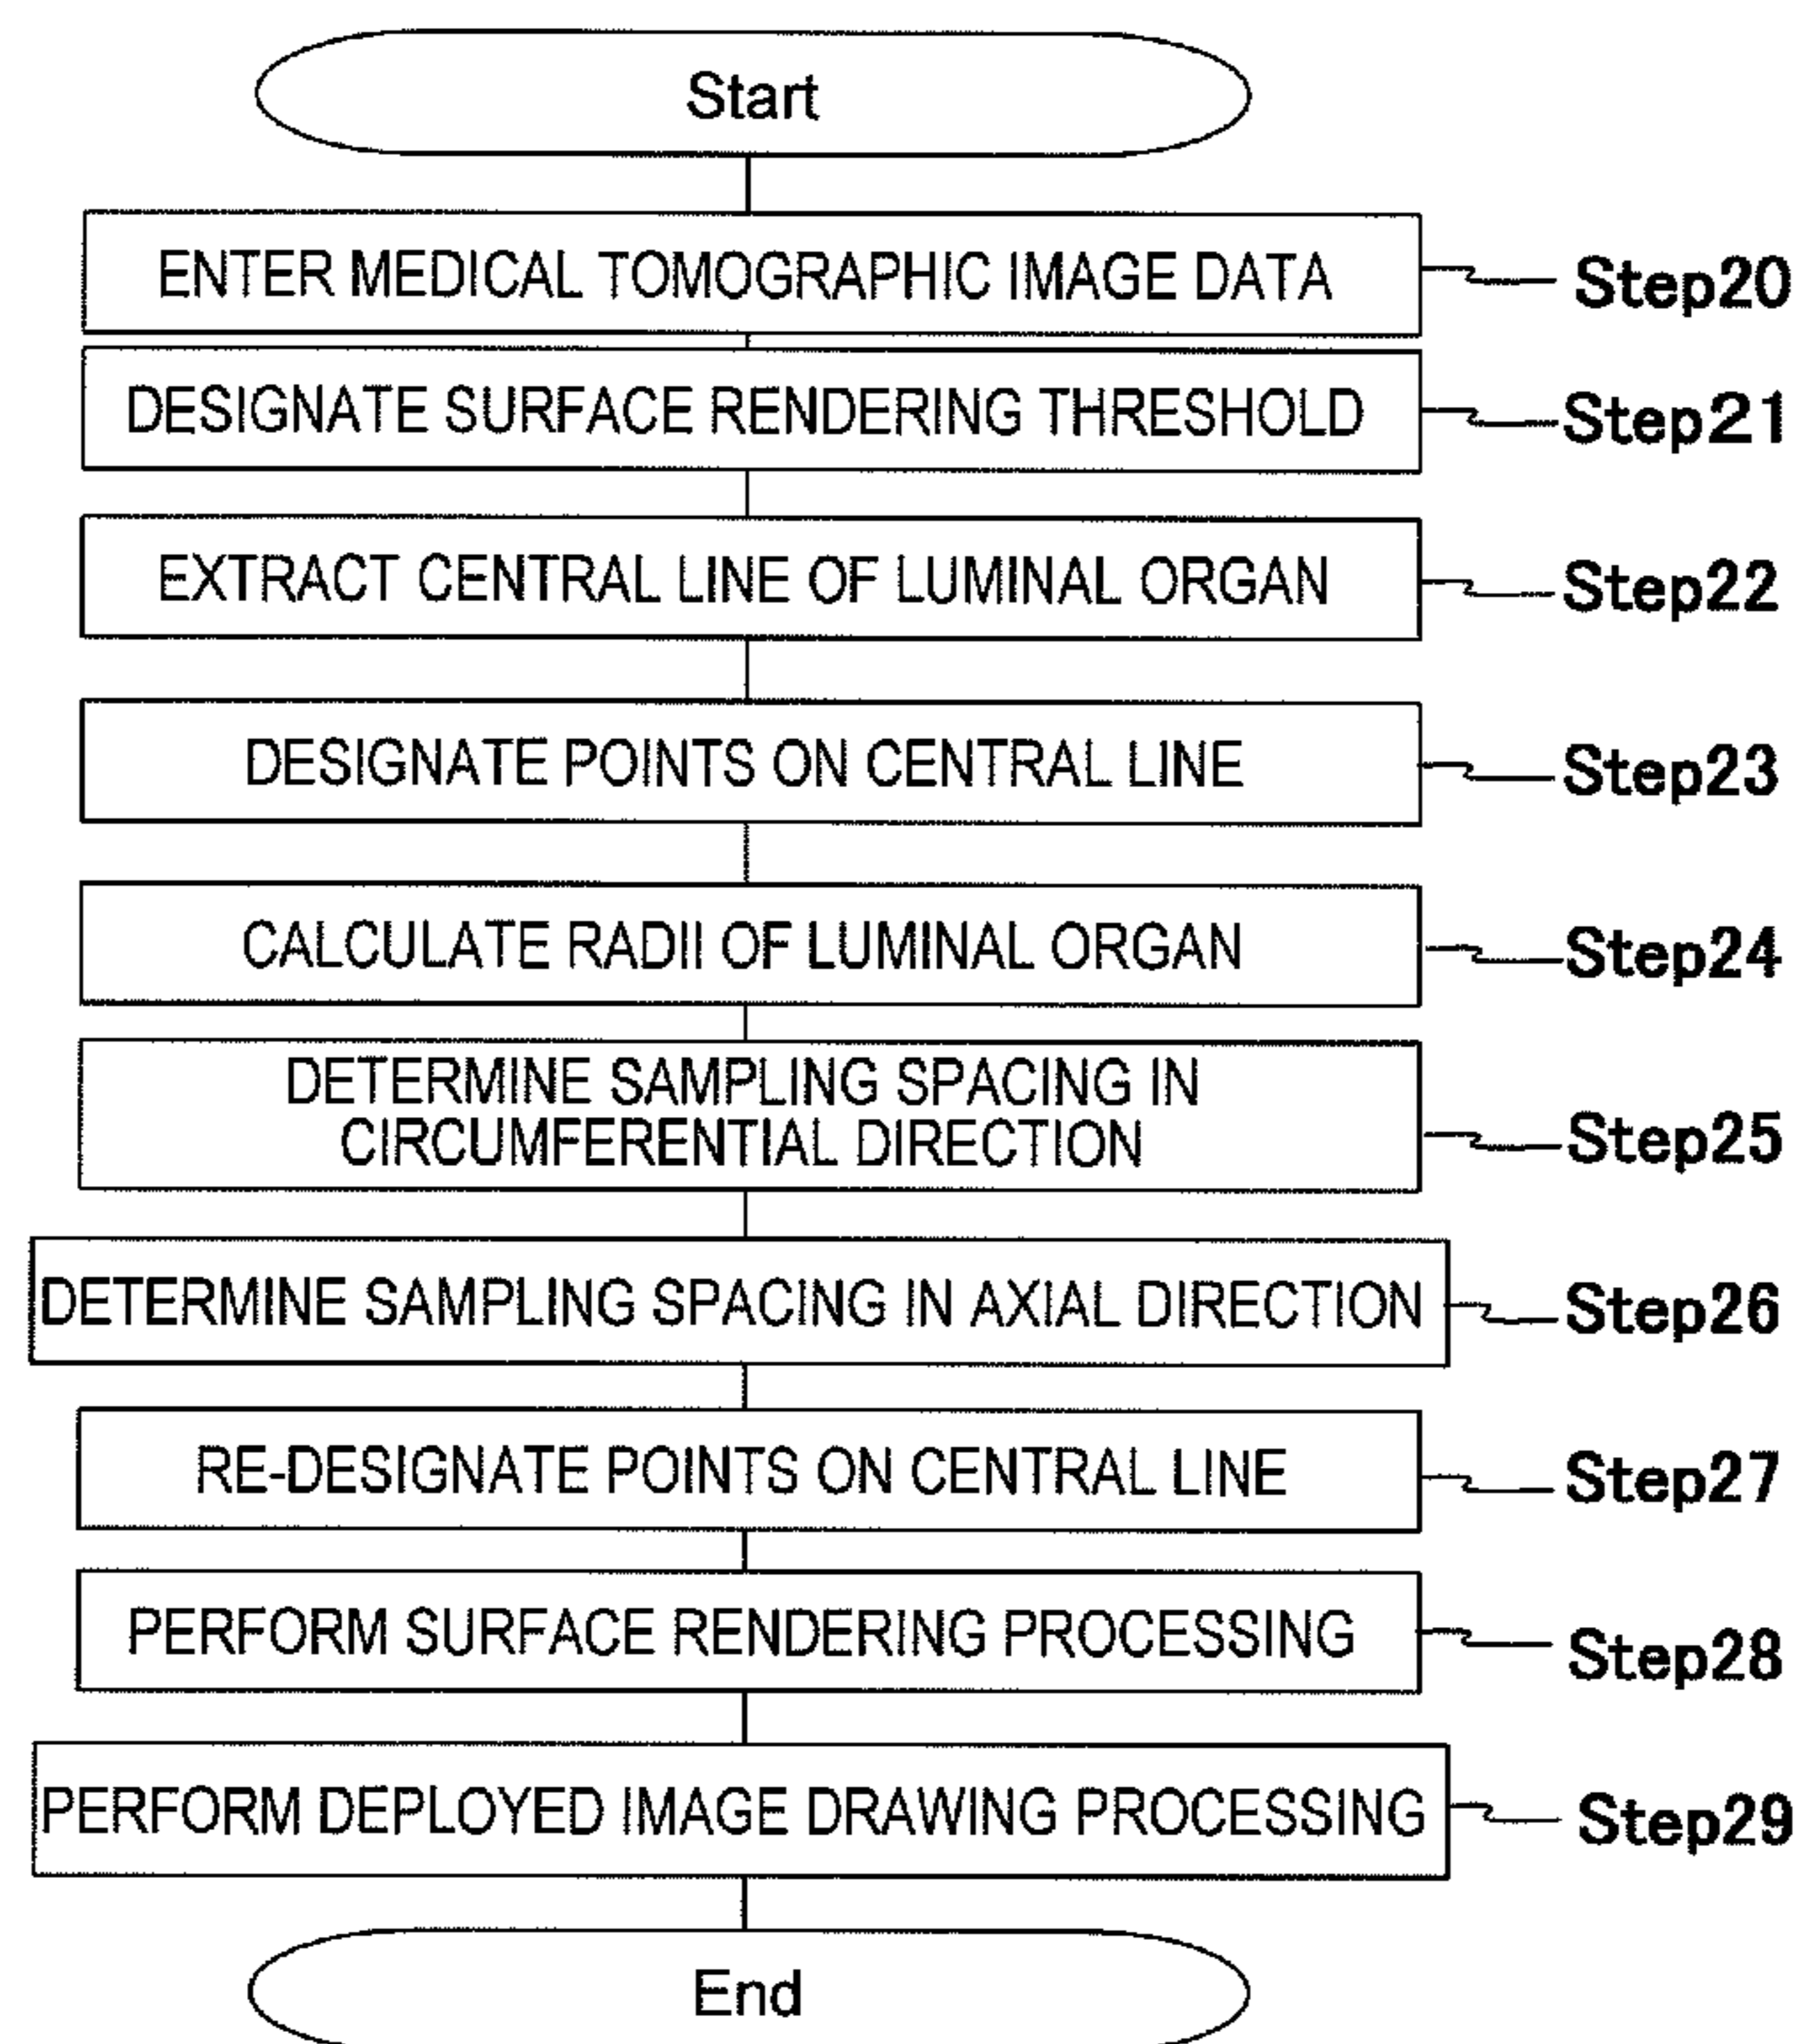 Start
ENTER MEDICAL TOMOGRAPHIC IMAGE DATA
Step20
DESIGNATE SURFACE RENDERING THRESHOLD
Step21
EXTRACT CENTRAL LINE OF LUMINAL ORGAN
Step22
DESIGNATE POINTS ON CENTRAL LINE
Step23
CALCULATE RADII OF LUMINAL ORGAN
Step24
DETERMINE SAMPLING SPACING IN
CIRCUMFERENTIAL DIRECTION
Step25
DETERMINE SAMPLING SPACING IN AXIAL DIRECTION
Step26
RE-DESIGNATE POINTS ON CENTRAL LINE
Step27
PERFORM SURFACE RENDERING PROCESSING
Step28
PERFORM DEPLOYED IMAGE DRAWING PROCESSING
Step29
End